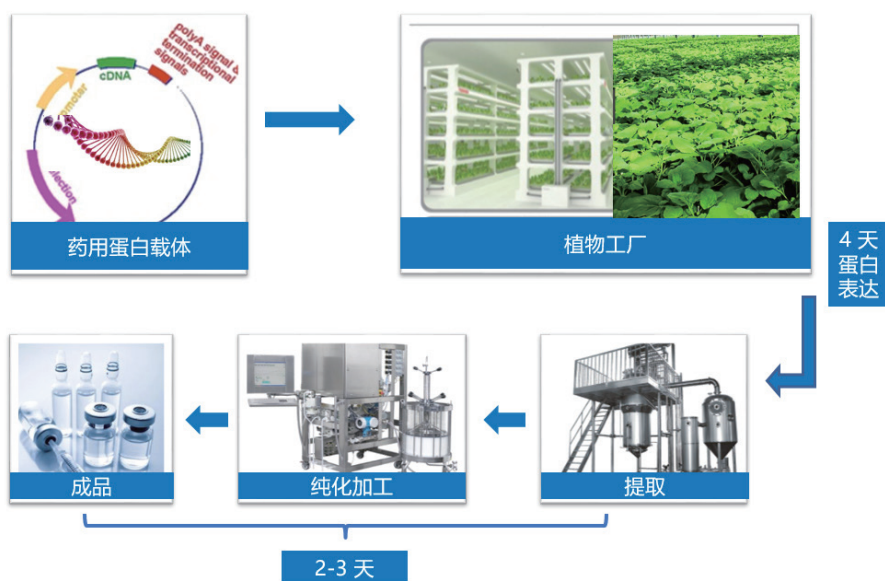 polyA signal &
transcriptional
termination
signals
cDNA
药用蛋白载体
植物工厂
4 天
蛋白
表达
成品
纯化加工
提取
2-3 天